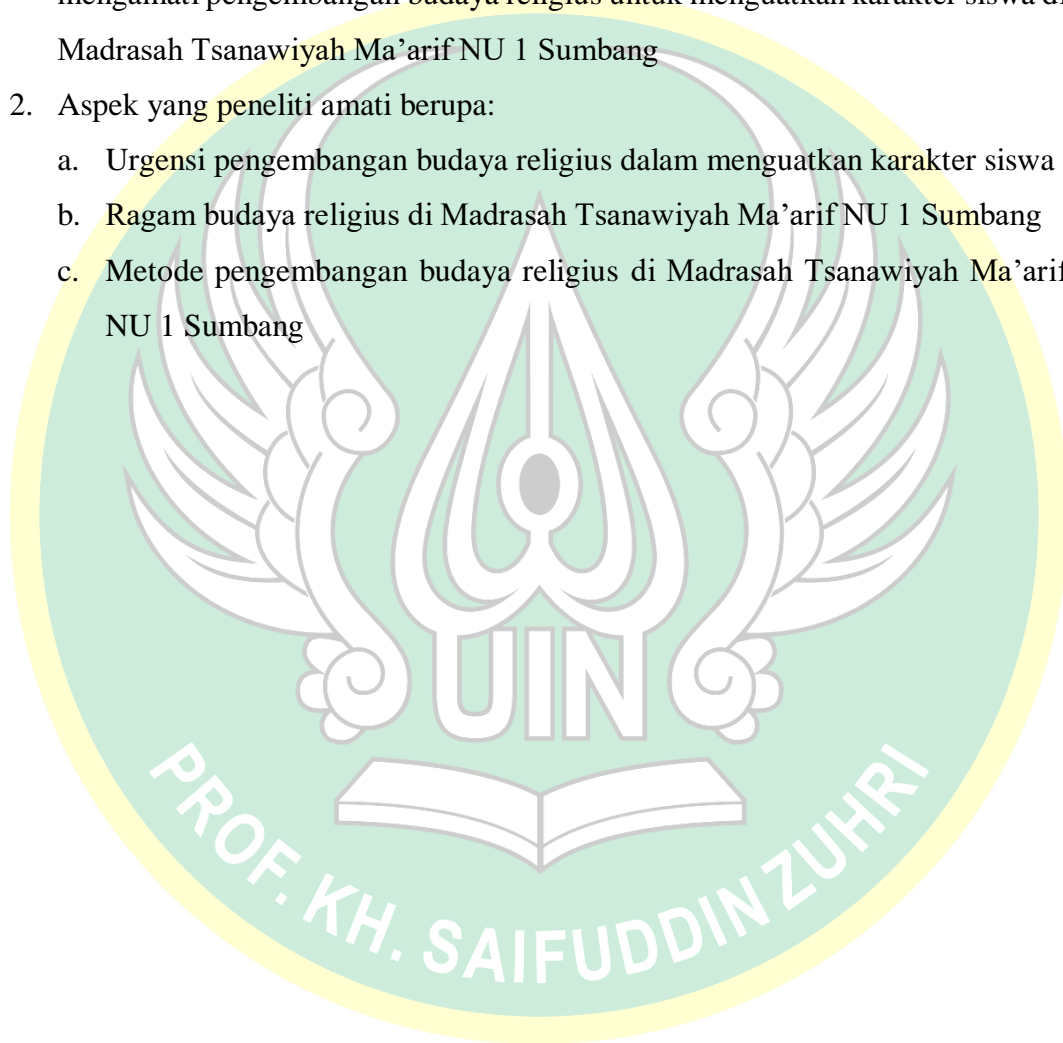 mengamati pengembangan budaya religius untuk menguatkan karakter siswa di
Madrasah Tsanawiyah Ma’arif NU 1 Sumbang
2. Aspek yang peneliti amati berupa:
a. Urgensi pengembangan budaya religius dalam menguatkan karakter siswa
b. Ragam budaya religius di Madrasah Tsanawiyah Ma’arif NU 1 Sumbang
c. Metode pengembangan budaya religius di Madrasah Tsanawiyah Ma’arif
NU 1 Sumbang
UIN
PROF. KH. SAIFUDDIN ZUHRI